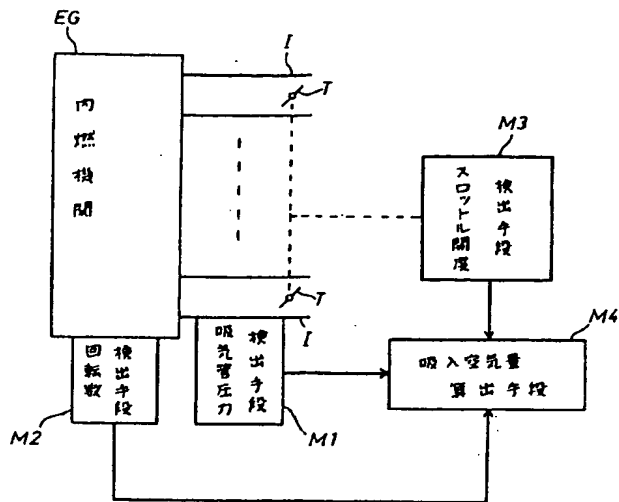 EG
I
T
内燃機関
M3
スロットル開度
検出手段
T
I
M4
吸入空気量
算出手段
回転数
検出手段
吸気管圧力
検出手段
M2
M1